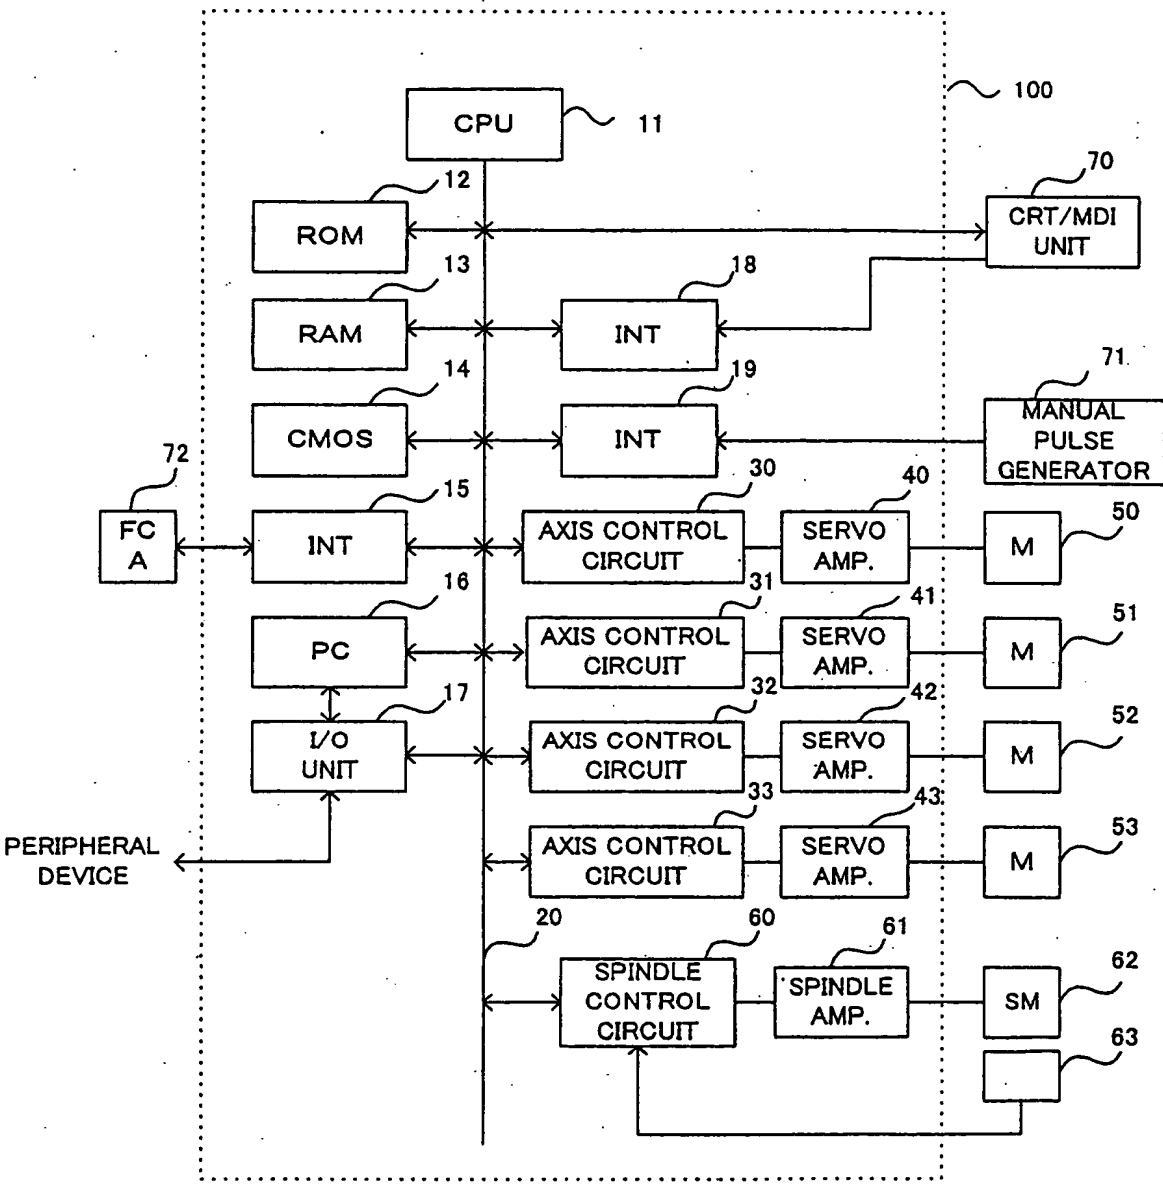 100
CPU
11
12
ROM
70
CRT/MDI
UNIT
13
RAM
18
INT
14
CMOS
19
INT
71
MANUAL
PULSE
GENERATOR
72
FC
A
15
INT
30
AXIS CONTROL
CIRCUIT
40
SERVO
AMP.
50
M
16
PC
31
AXIS CONTROL
CIRCUIT
41
SERVO
AMP.
51
M
17
I/O
UNIT
32
AXIS CONTROL
CIRCUIT
42
SERVO
AMP.
52
M
PERIPHERAL
DEVICE
33
AXIS CONTROL
CIRCUIT
43
SERVO
AMP.
53
M
20
60
SPINDLE
CONTROL
CIRCUIT
61
SPINDLE
AMP.
62
SM
63